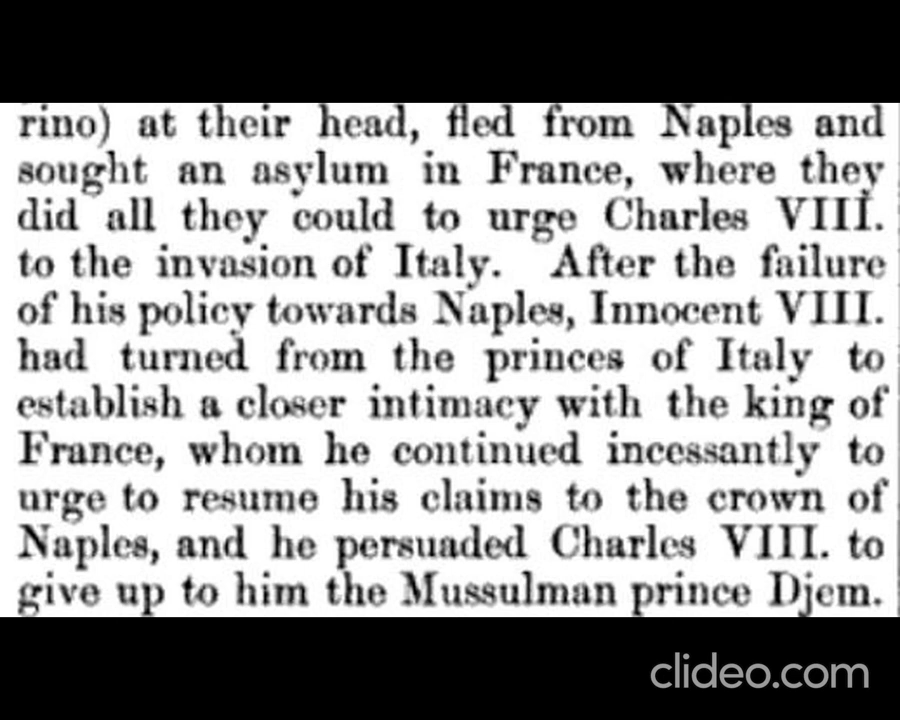 rino) at their head, fled from Naples and
sought an asylum in France, where they
did all they could to urge Charles VIII.
to the invasion of Italy. After the failure
of his policy towards Naples, Innocent VIII.
had turned from the princes of Italy to
establish a closer intimacy with the king of
France, whom he continued incessantly to
urge to resume his claims to the crown of
Naples, and he persuaded Charles VIII. to
give up to him the Mussulman prince Djem.
clideo.com